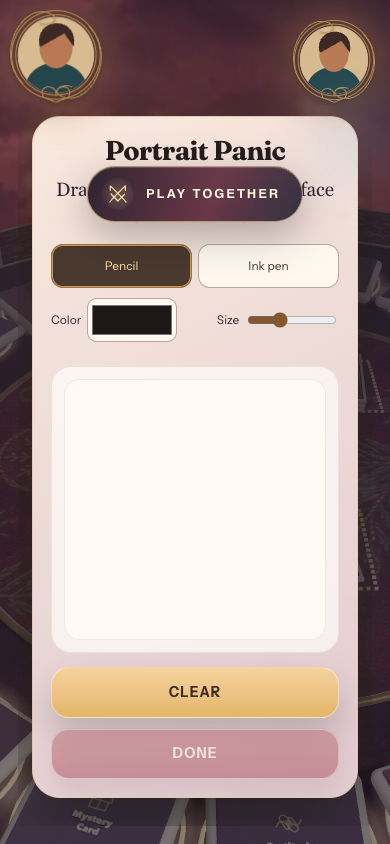 Portrait Panic
Dra face
PLAY TOGETHER
Pencil Ink pen
Color Size
CLEAR
DONE
Mystery
Card